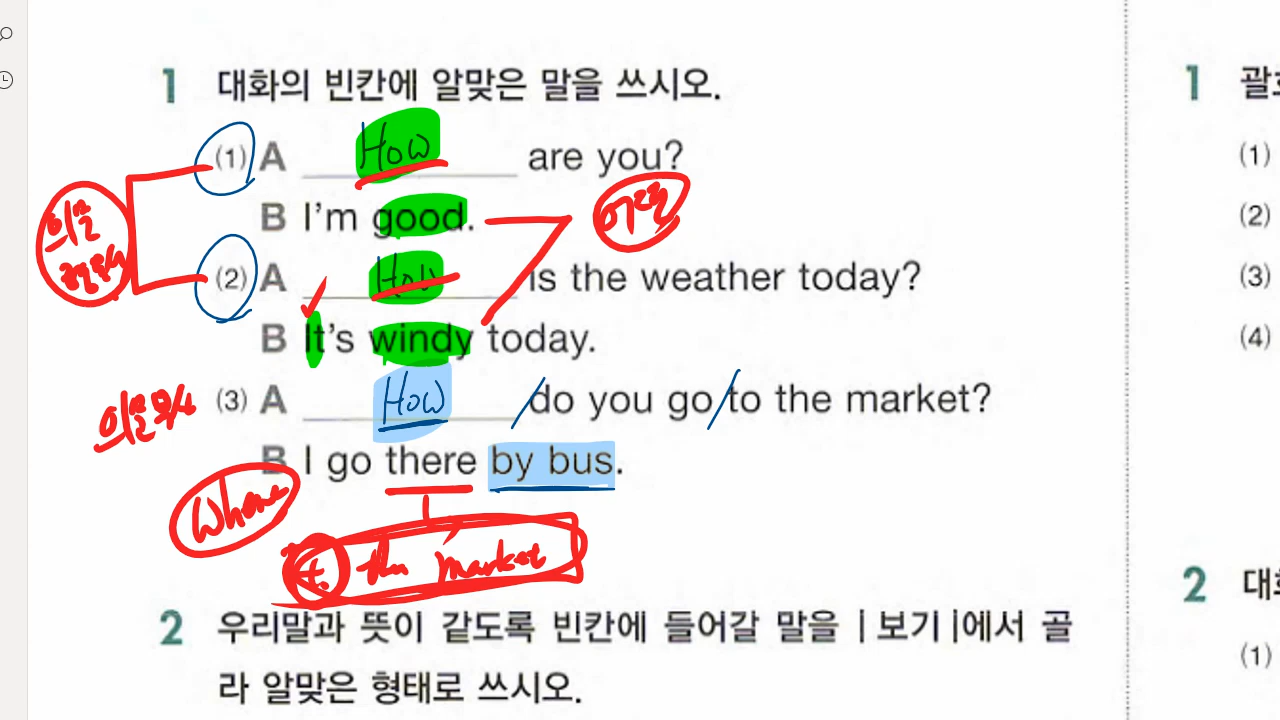 1 대화의 빈칸에 알맞은 말을 쓰시오.
(1) A How are you?
B I'm good.
어떤
(2) A How is the weather today?
의문
B It's windy today.
(3) A How do you go to the market?
B I go there by bus.
Where
to the market
2 우리말과 뜻이 같도록 빈칸에 들어갈 말을 |보기|에서 골
라 알맞은 형태로 쓰시오.
1
(1)
(2)
(3)
(4)
2
(1)